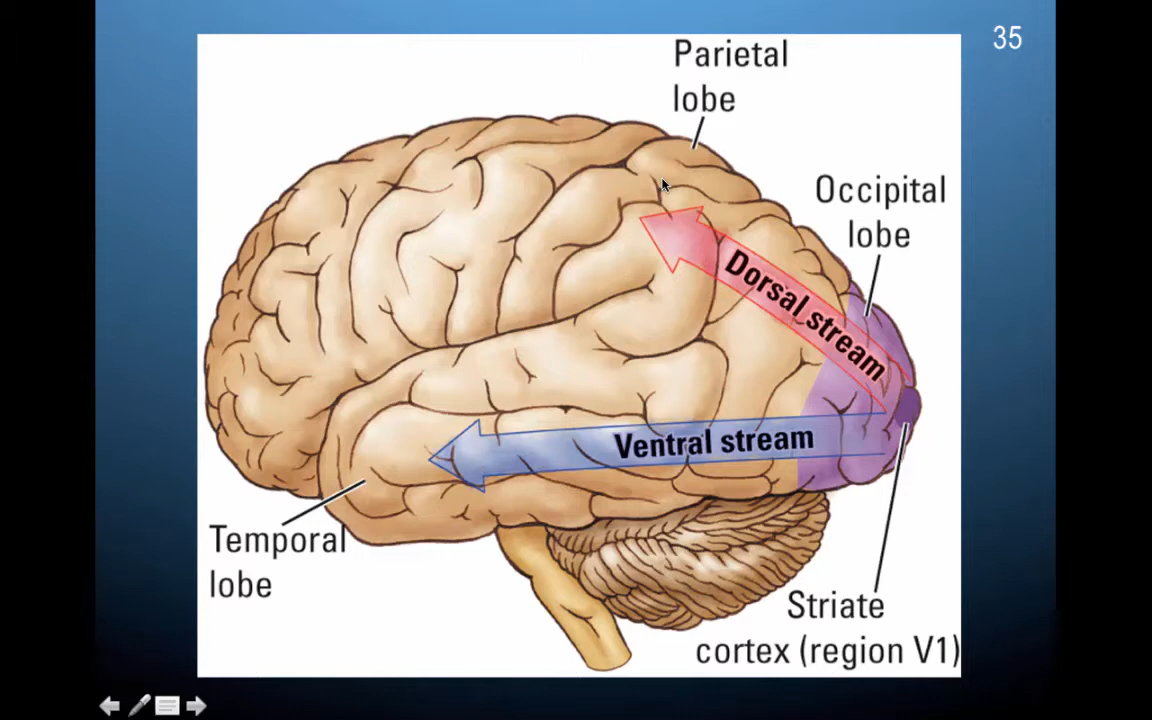 35
Parietal
lobe
Occipital
lobe
Dorsal stream
Ventral stream
Temporal
lobe
Striate
cortex (region V1)